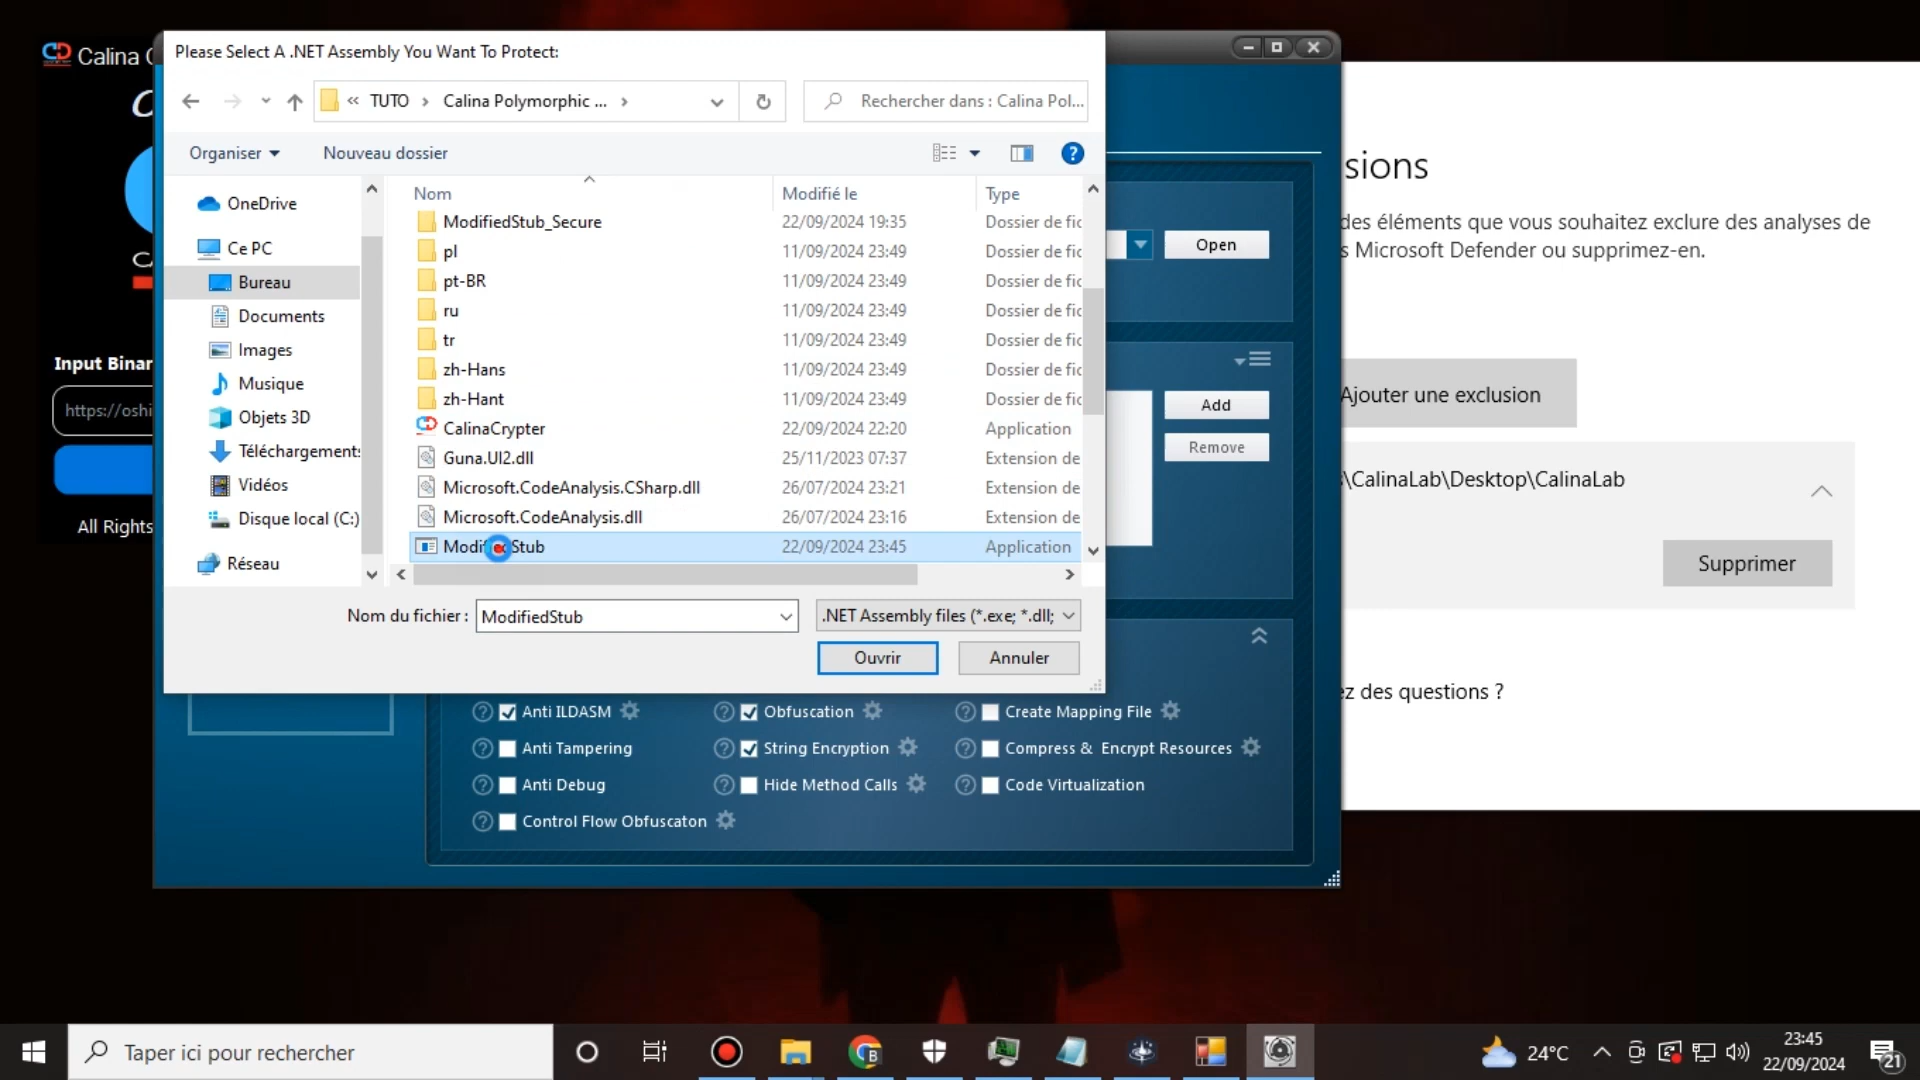 Calina C
Input Binar
https://oshi
All Rights
Please Select A .NET Assembly You Want To Protect:
« TUTO › Calina Polymorphic ... ›
Rechercher dans : Calina Pol...
Organiser
Nouveau dossier
OneDrive
Ce PC
Bureau
Documents
Images
Musique
Objets 3D
Téléchargements
Vidéos
Disque local (C:)
Réseau
Nom Modifié le Type
ModifiedStub_Secure 22/09/2024 19:35 Dossier de fic
pl 11/09/2024 23:49 Dossier de fic
pt-BR 11/09/2024 23:49 Dossier de fic
ru 11/09/2024 23:49 Dossier de fic
tr 11/09/2024 23:49 Dossier de fic
zh-Hans 11/09/2024 23:49 Dossier de fic
zh-Hant 11/09/2024 23:49 Dossier de fic
CalinaCrypter 22/09/2024 22:20 Application
Guna.UI2.dll 25/11/2023 07:37 Extension de
Microsoft.CodeAnalysis.CSharp.dll 26/07/2024 23:21 Extension de
Microsoft.CodeAnalysis.dll 26/07/2024 23:16 Extension de
ModifiedStub 22/09/2024 23:45 Application
Nom du fichier : ModifiedStub
.NET Assembly files (*.exe; *.dll;
Ouvrir
Annuler
Open
Add
Remove
Anti ILDASM
Obfuscation
Create Mapping File
Anti Tampering
String Encryption
Compress & Encrypt Resources
Anti Debug
Hide Method Calls
Code Virtualization
Control Flow Obfuscaton
sions
des éléments que vous souhaitez exclure des analyses de
s Microsoft Defender ou supprimez-en.
Ajouter une exclusion
\CalinaLab\Desktop\CalinaLab
Supprimer
ez des questions ?
Taper ici pour rechercher
24°C
23:45
22/09/2024
21